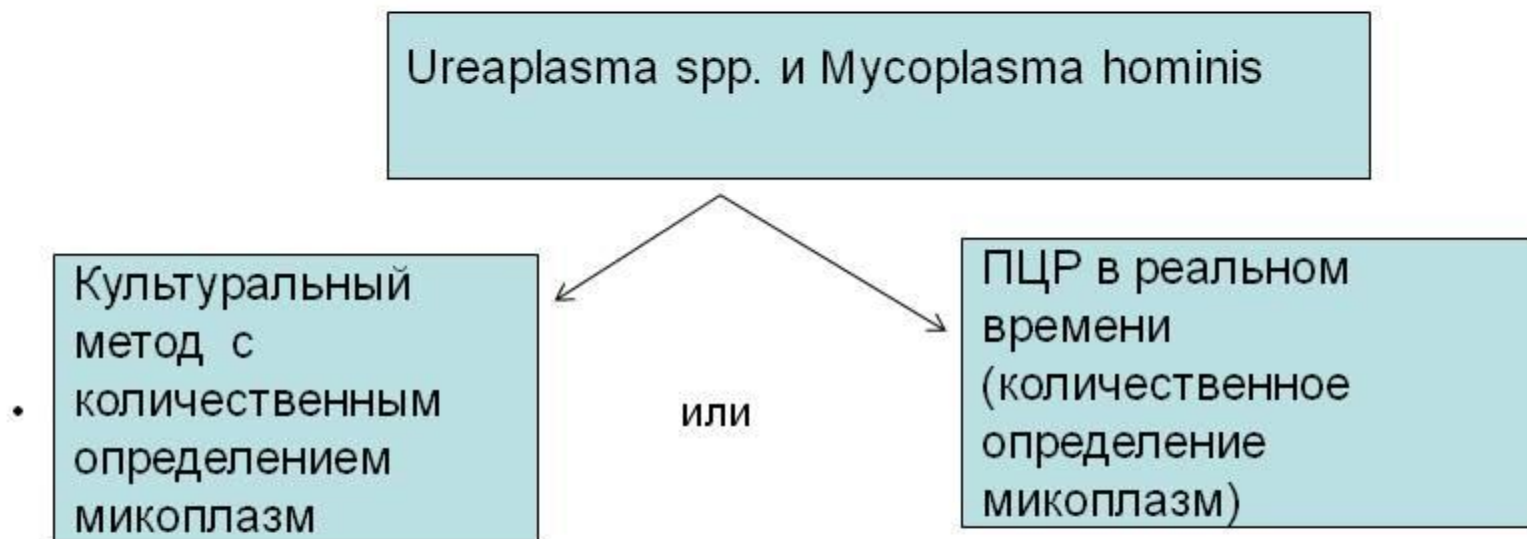 Ureaplasma spp. и Mycoplasma hominis
Культуральный
метод с
количественным
определением
микоплазм
или
ПЦР в реальном
времени
(количественное
определение
микоплазм)